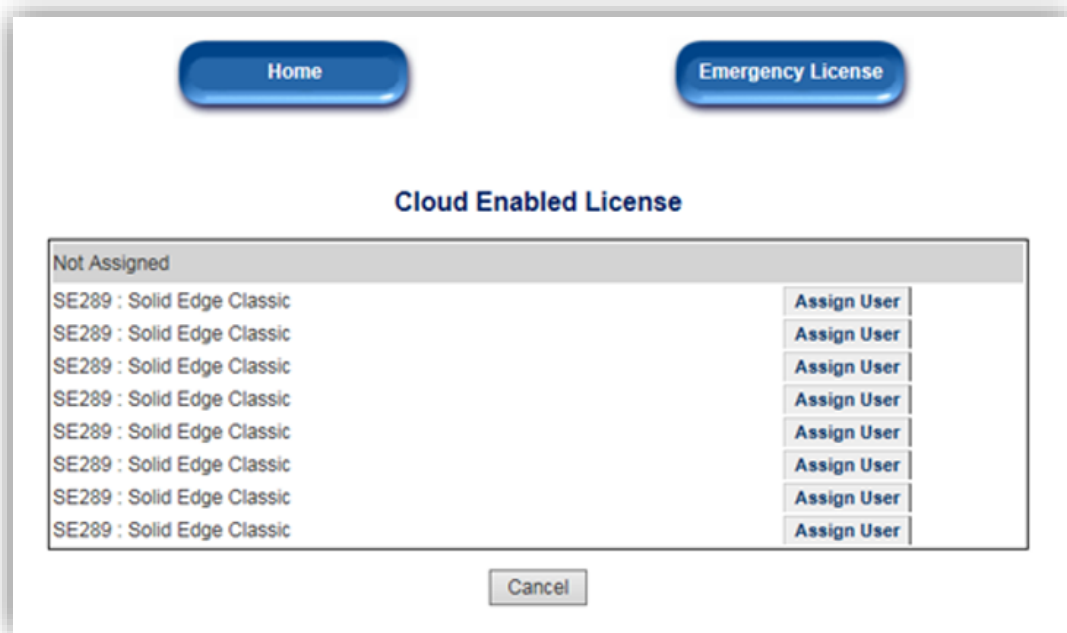 Home
Emergency License
Cloud Enabled License
Not Assigned
SE289 : Solid Edge Classic Assign User
SE289 : Solid Edge Classic Assign User
SE289 : Solid Edge Classic Assign User
SE289 : Solid Edge Classic Assign User
SE289 : Solid Edge Classic Assign User
SE289 : Solid Edge Classic Assign User
SE289 : Solid Edge Classic Assign User
SE289 : Solid Edge Classic Assign User
Cancel